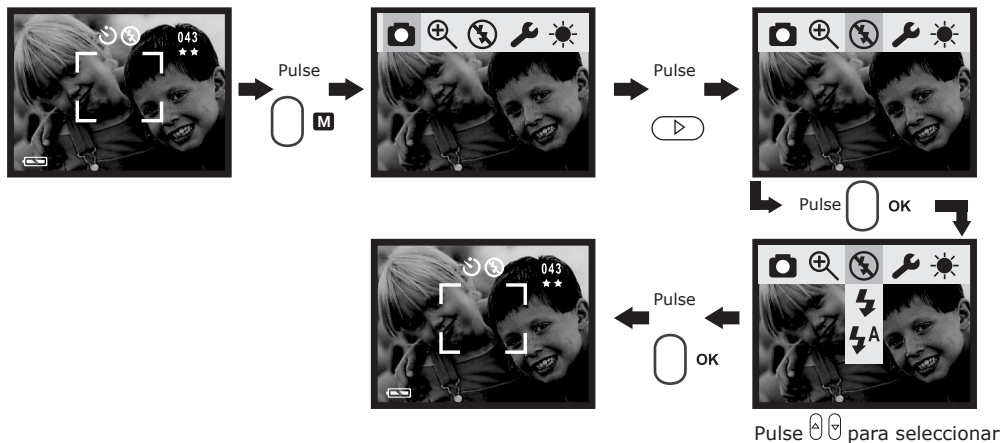 043
Pulse
M
Pulse
Pulse OK
A
Pulse para seleccionar
Pulse
OK
043